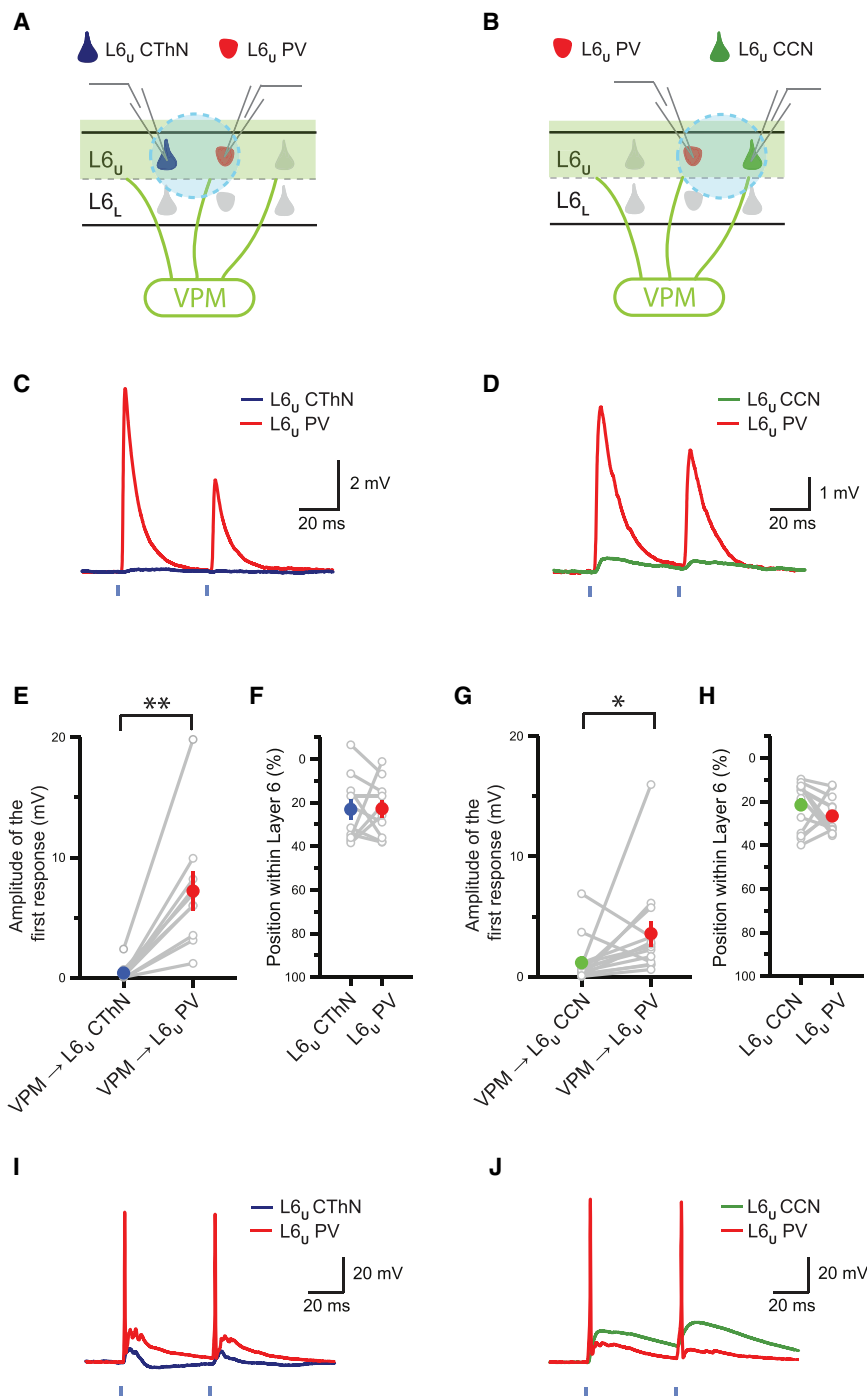 A
B
L6U CThN
L6U PV
L6U PV
L6U CCN
L6U
L6L
VPM
L6U
L6L
VPM
C
D
L6U CThN
L6U PV
2 mV
20 ms
L6U CCN
L6U PV
1 mV
20 ms
E
F
G
H
**
*
Amplitude of the
first response (mV)
20
10
0
VPM → L6U CThN
VPM → L6U PV
Position within Layer 6 (%)
0
20
40
60
80
100
L6U CThN
L6U PV
Amplitude of the
first response (mV)
20
10
0
VPM → L6U CCN
VPM → L6U PV
Position within Layer 6 (%)
0
20
40
60
80
100
L6U CCN
L6U PV
I
J
L6U CThN
L6U PV
20 mV
20 ms
L6U CCN
L6U PV
20 mV
20 ms